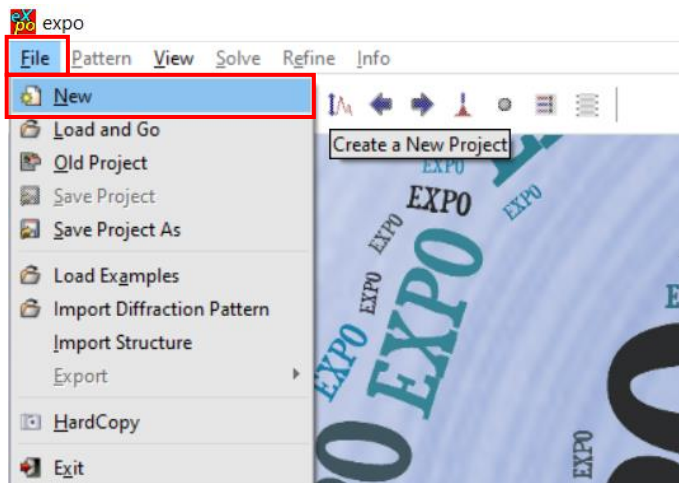 eXpo expo
File Pattern View Solve Refine Info
New
Load and Go
Create a New Project
Old Project
Save Project
Save Project As
Load Examples
Import Diffraction Pattern
Import Structure
Export
HardCopy
Exit
EXPO
EXPO
EXPO
EXPO
EXPO
EXPO
EXPO
EXPO